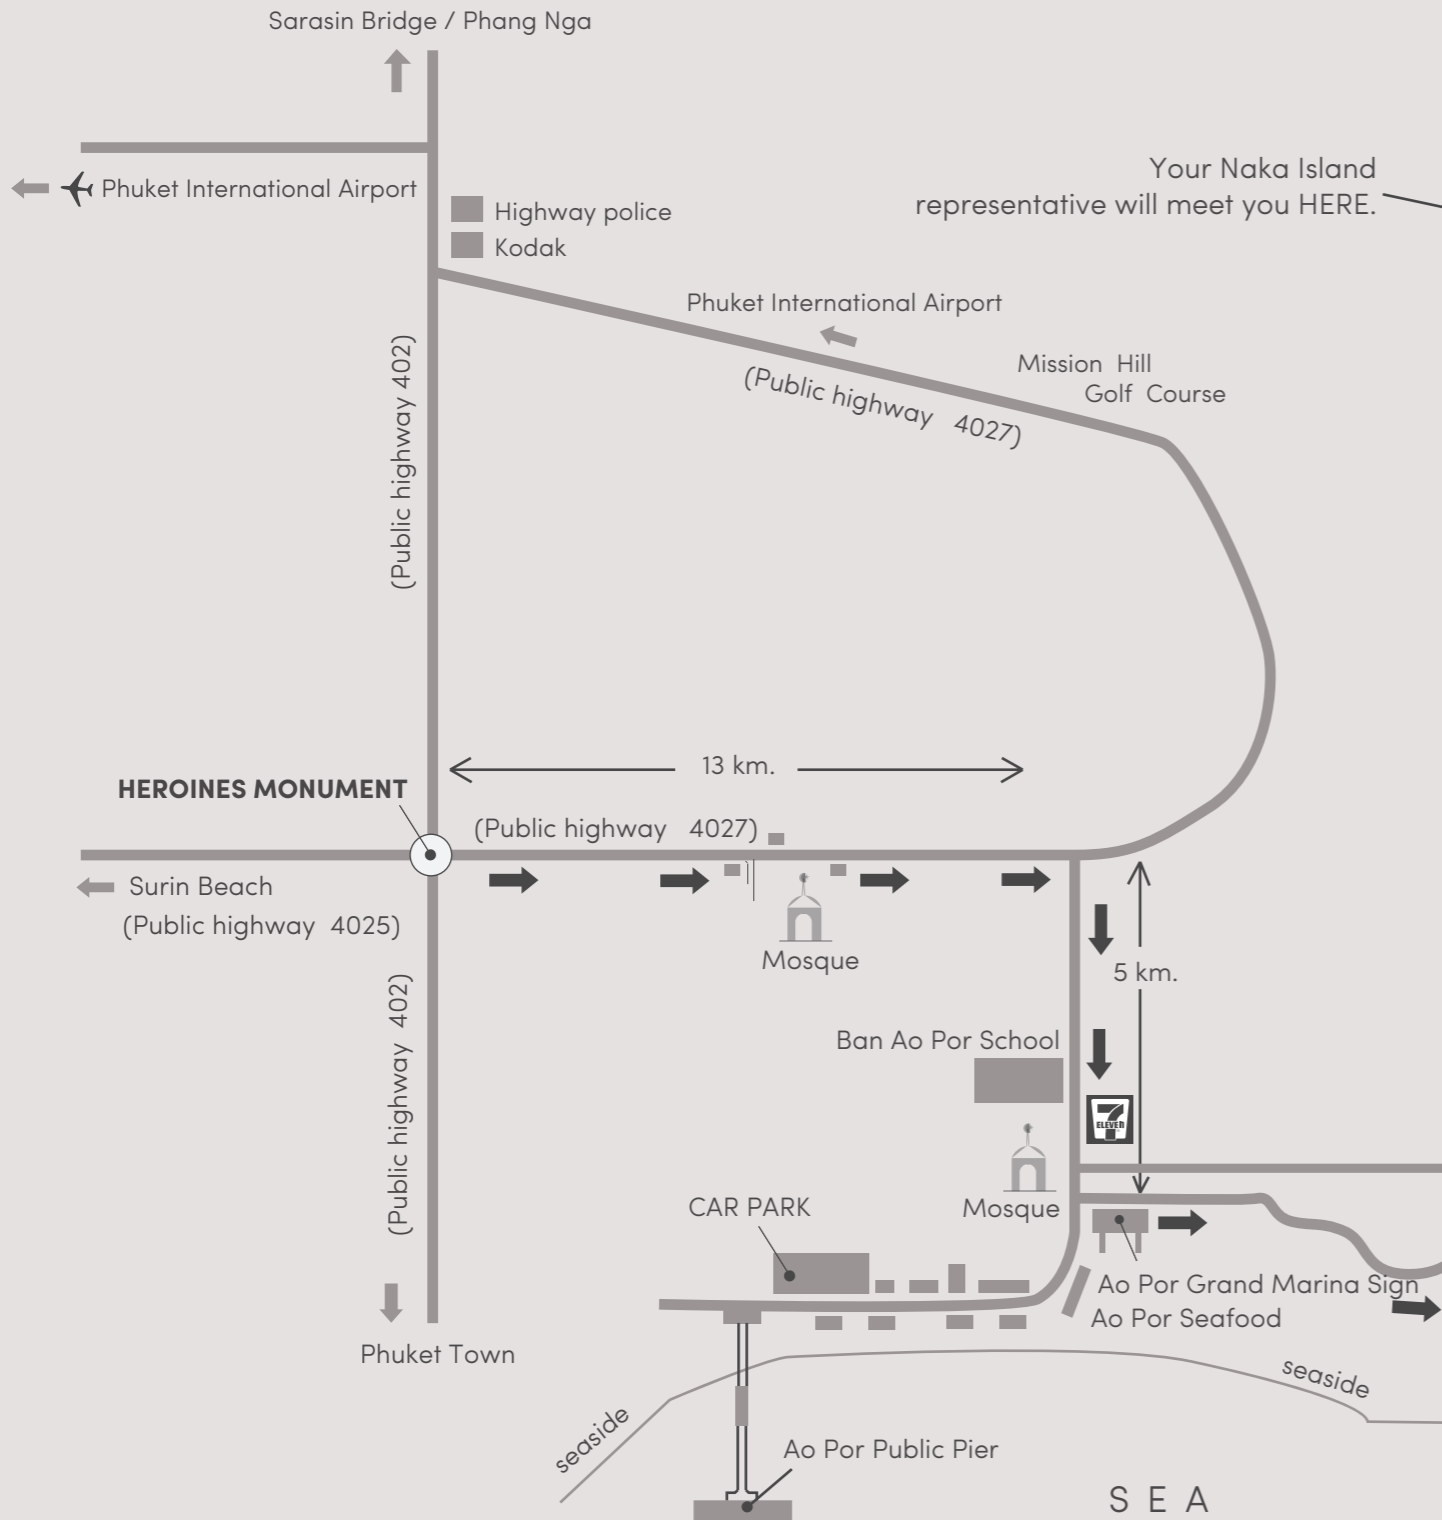 Sarasin Bridge / Phang Nga
Phuket International Airport
Your Naka Island
representative will meet you HERE.
Highway police
Kodak
Phuket International Airport
Mission Hill
Golf Course
(Public highway 4027)
(Public highway 402)
13 km.
HEROINES MONUMENT
(Public highway 4027)
Surin Beach
(Public highway 4025)
Mosque
5 km.
(Public highway 402)
Ban Ao Por School
7
ELEVEn
CAR PARK
Mosque
Ao Por Grand Marina Sign
Ao Por Seafood
Phuket Town
seaside
seaside
Ao Por Public Pier
SEA